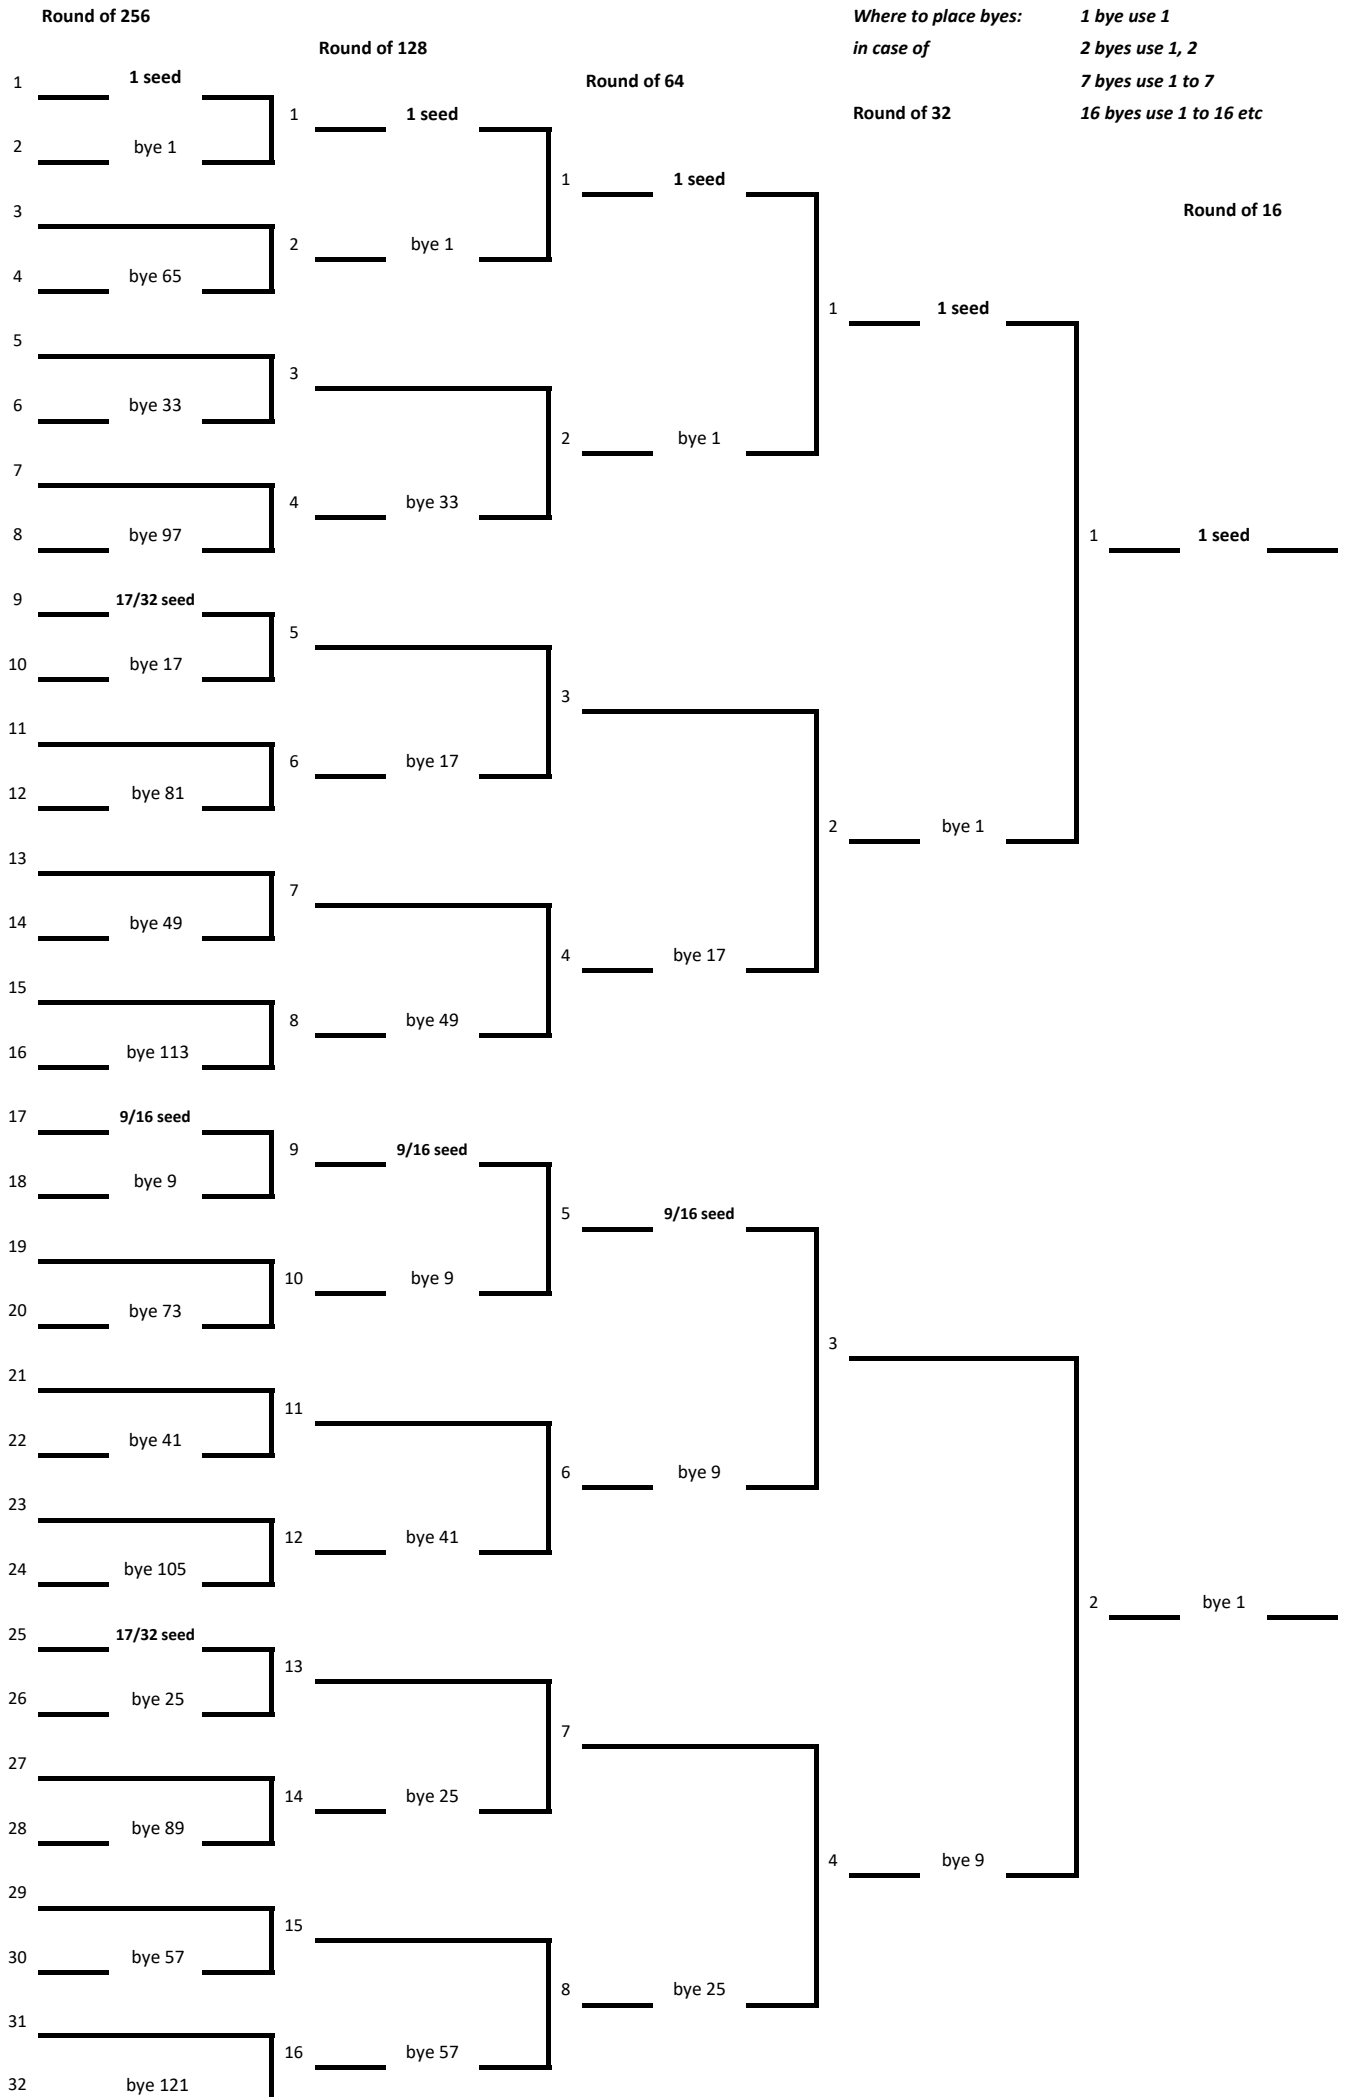 Round of 256
Where to place byes: 1 bye use 1
Round of 128
in case of 2 byes use 1, 2
Round of 64
7 byes use 1 to 7
Round of 32
16 byes use 1 to 16 etc
Round of 16
1 1 seed
2 bye 1
3
4 bye 65
5
6 bye 33
7
8 bye 97
9 17/32 seed
10 bye 17
11
12 bye 81
13
14 bye 49
15
16 bye 113
17 9/16 seed
18 bye 9
19
20 bye 73
21
22 bye 41
23
24 bye 105
25 17/32 seed
26 bye 25
27
28 bye 89
29
30 bye 57
31
32 bye 121
1 1 seed
2 bye 1
3
4 bye 33
5
6 bye 17
7
8 bye 49
9 9/16 seed
10 bye 9
11
12 bye 41
13
14 bye 25
15
16 bye 57
1 1 seed
2 bye 1
3
4 bye 17
5 9/16 seed
6 bye 9
7
8 bye 25
1 1 seed
2 bye 1
3
4 bye 9
1 1 seed
2 bye 1